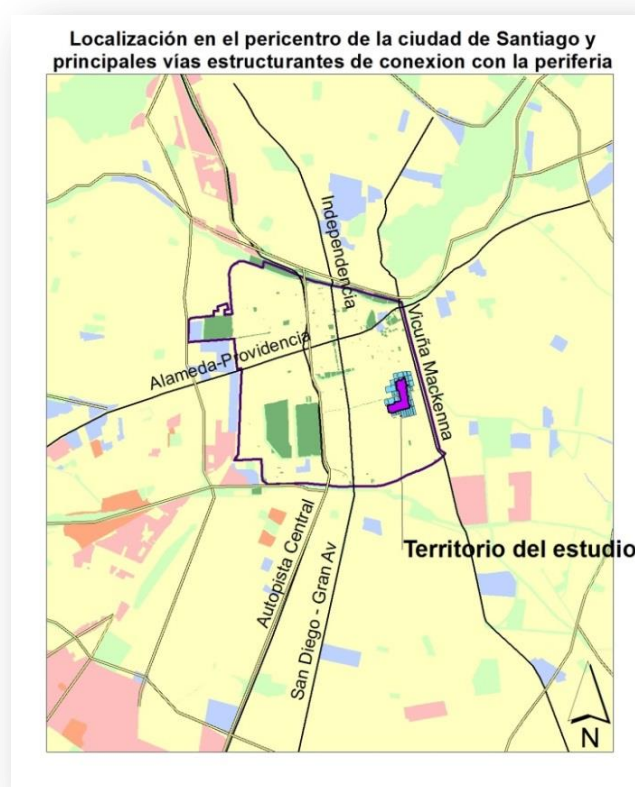 Localización en el pericentro de la ciudad de Santiago y
principales vías estructurantes de conexion con la periferia
Independencia
Vicuña Mackenna
Alameda-Providencia
Territorio del estudio
Autopista Central
San Diego - Gran Av
N